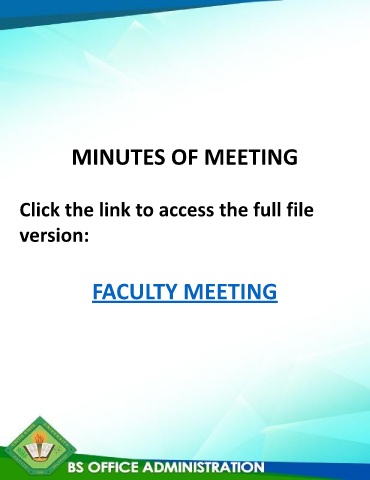 MINUTES OF MEETING
Click the link to access the full file
version:
FACULTY MEETING
BS OFFICE ADMINISTRATION